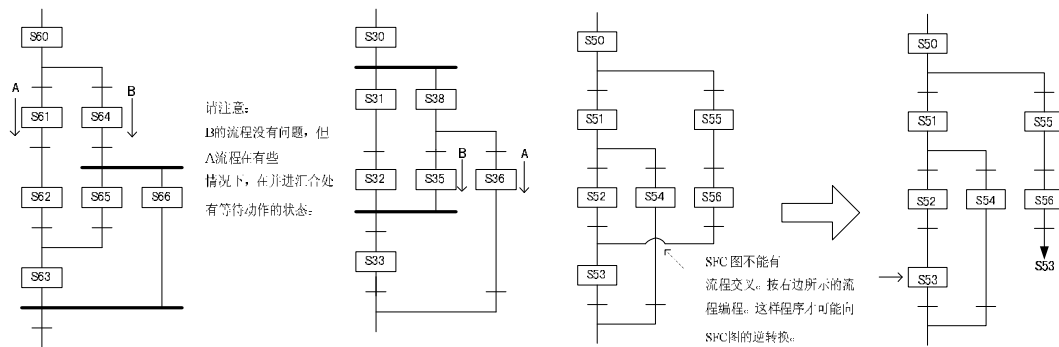 S60
A
B
S61
S64
S62
S65
S66
S63
请注意:
B的流程没有问题，但
A流程在有些
情况下，在并进汇合处
有等待动作的状态。
S30
S31
S38
B
A
S32
S35
S36
S33
S50
S51
S55
S52
S54
S56
S53
SFC 图不能有
流程交叉。按右边所示的流
程编程。这样程序才可能向
SFC图的逆转换。
S50
S51
S55
S52
S54
S56
S53
S53